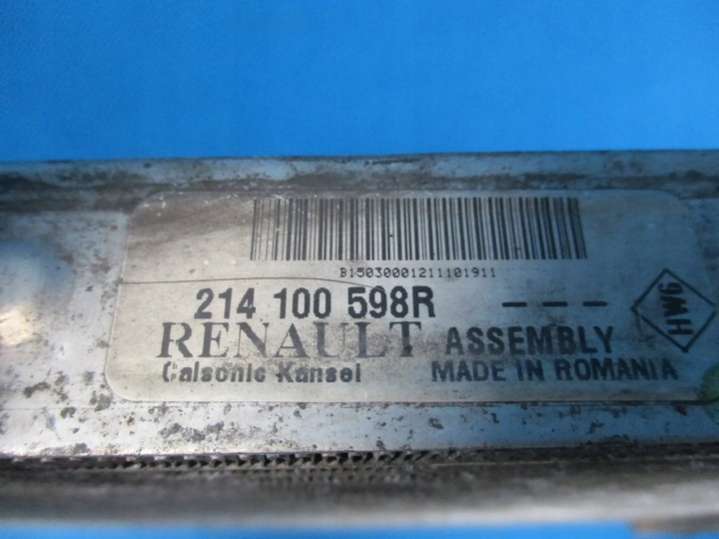 B15030001211101911
214 100 598R ---
RENAULT ASSEMBLY
Calsonic Kansei MADE IN ROMANIA
HW6